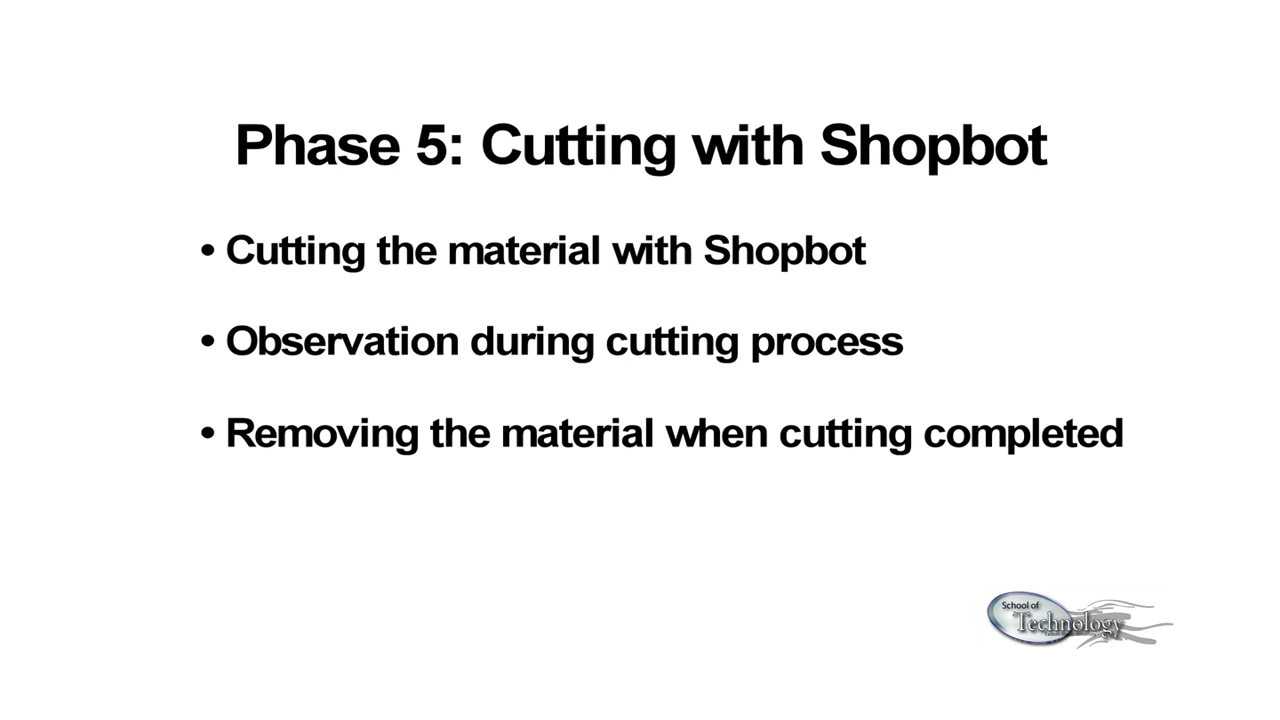 Phase 5: Cutting with Shopbot
• Cutting the material with Shopbot
• Observation during cutting process
• Removing the material when cutting completed
School of
Technology